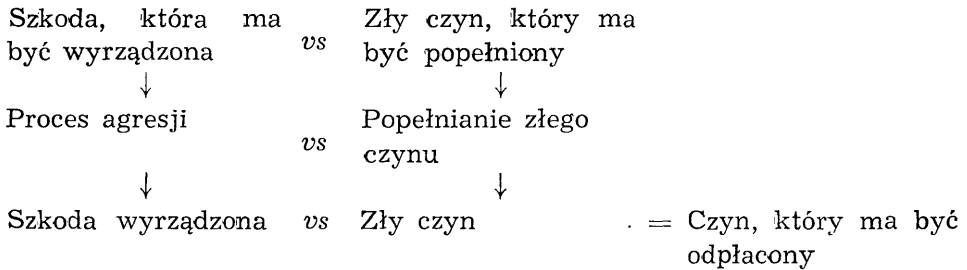 Szkoda, która ma
być wyrządzona
vs
Zły czyn, który ma
być popełniony
↓
↓
Proces agresji
vs
Popełnianie złego
czynu
↓
↓
Szkoda wyrządzona vs Zły czyn = Czyn, który ma być
odpłacony